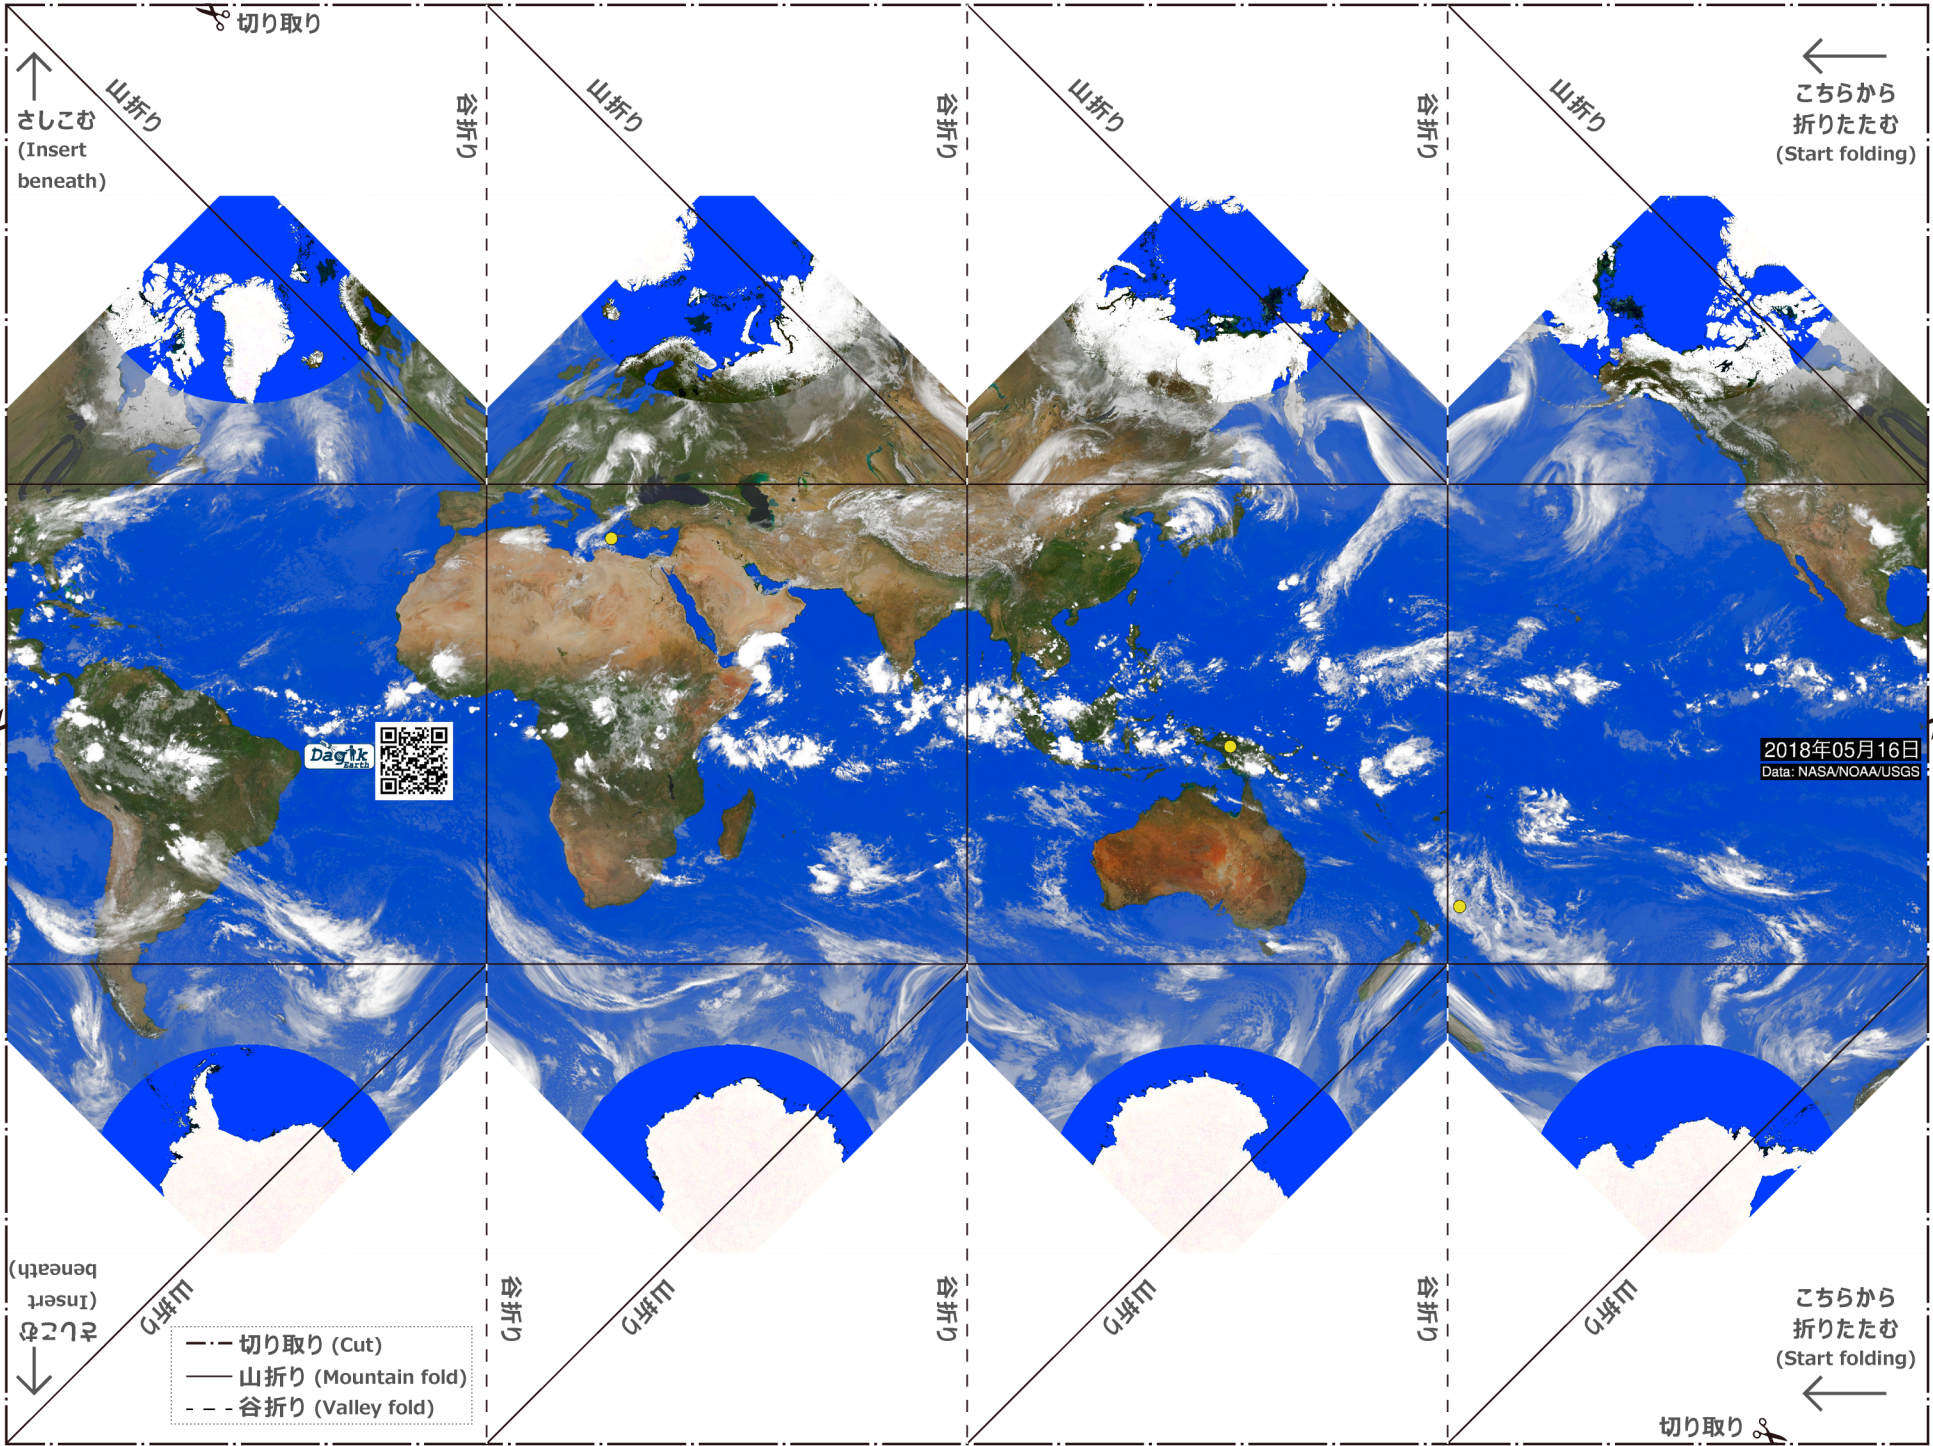 切り取り
さしこむ
(Insert
beneath)
山折り
谷折り
山折り
谷折り
山折り
谷折り
山折り
こちらから
折りたたむ
(Start folding)
Dagik
Earth
2018年05月16日
Data: NASA/NOAA/USGS
さしこむ
(Insert
beneath)
山折り
谷折り
山折り
谷折り
山折り
谷折り
山折り
こちらから
折りたたむ
(Start folding)
切り取り (Cut)
山折り (Mountain fold)
谷折り (Valley fold)
切り取り